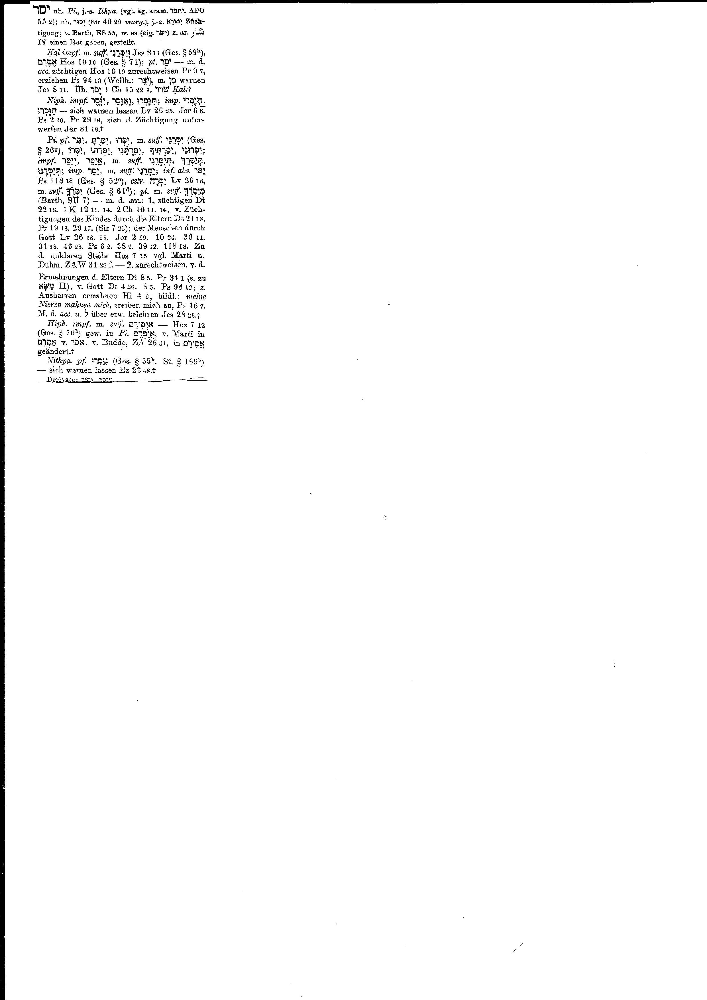 יסר nh. Pi., j.-a. Ithpa. (vgl. äg. aram. יתסר, APO
55 2); nh. יִסּוּר (Sir 40 29 marg.), j.-a. יִסּוּרָא Züch-
tigung; v. Barth, ES 55, w. es (eig. ישׂר) z. ar. شار
IV einen Rat geben, gestellt.
Kal impf. m. suff. וְיִסְּרֵנִי Jes 8 11 (Ges. § 59h),
אֶסֳּרֵם Hos 10 10 (Ges. § 71); pt. יֹסֵר — m. d.
acc. züchtigen Hos 10 10 zurechtweisen Pr 9 7,
erziehen Ps 94 10 (Wellh.: יֹצֵר), m. מִן warnen
Jes 8 11. Üb. יָסֹר 1 Ch 15 22 s. שׂרר Kal.†
Niph. impf. יִוָּסֶר, וָאִוָּסֵר, תִּוָּסְרוּ; imp. הִוָּסְרִי,
הִוָּסְרוּ — sich warnen lassen Lv 26 23. Jer 6 8.
Ps 2 10. Pr 29 19, sich d. Züchtigung unter-
werfen Jer 31 18.†
Pi. pf. יִסַּר, יִסַּרְתָּ, יִסְּרוּ, m. suff. יִסְּרַנִּי (Ges.
§ 26g), יִסְּרוֹ, יִסַּרְתּוּ, יִסַּרְתַּנִי, יִסַּרְתִּיךָ, יִסְּרוּנִי;
impf. יְיַסֵּר, אֲיַסֵּר, m. suff. תְיַסְּרֵנִי, תְּיַסְּרֵךְ,
תְּיַסְּרֶנּוּ; imp. יַסֵּר, m. suff. יַסְּרֵנִי; inf. abs. יַסֹּר
Ps 118 18 (Ges. § 52o), cstr. יַסְּרָה Lv 26 18,
m. suff. יַסְּרֶךָּ (Ges. § 61d); pt. m. suff. מְיַסְּרֶךָּ
(Barth, SU 7) — m. d. acc.: 1. züchtigen Dt
22 18. 1 K 12 11. 14. 2 Ch 10 11. 14, v. Züch-
tigungen des Kindes durch die Eltern Dt 21 18.
Pr 19 18. 29 17. (Sir 7 23); der Menschen durch
Gott Lv 26 18. 28. Jer 2 19. 10 24. 30 11.
31 18. 46 28. Ps 6 2. 38 2. 39 12. 118 18. Zu
d. unklaren Stelle Hos 7 15 vgl. Marti u.
Duhm, ZAW 31 26 f. — 2. zurechtweisen, v. d.
Ermahnungen d. Eltern Dt 8 5. Pr 31 1 (s. zu
מַשָּׂא II), v. Gott Dt 4 36. 8 5. Ps 94 12; z.
Ausharren ermahnen Hi 4 3; bildl.: meine
Nieren mahnen mich, treiben mich an, Ps 16 7.
M. d. acc. u. לְ über etw. belehren Jes 28 26.†
Hiph. impf. m. suff. אַיְסִירֵם — Hos 7 12
(Ges. § 70b) gew. in Pi. אֲיַסְּרֵם, v. Marti in
אֶסְּרֵם v. אסר, v. Budde, ZA 26 31, in אֲסִירֵם
geändert.†
Nithpa. pf. נִוַּסְּרוּ (Ges. § 55k. St. § 169b)
— sich warnen lassen Ez 23 48.†
Derivate: יסור מוסר